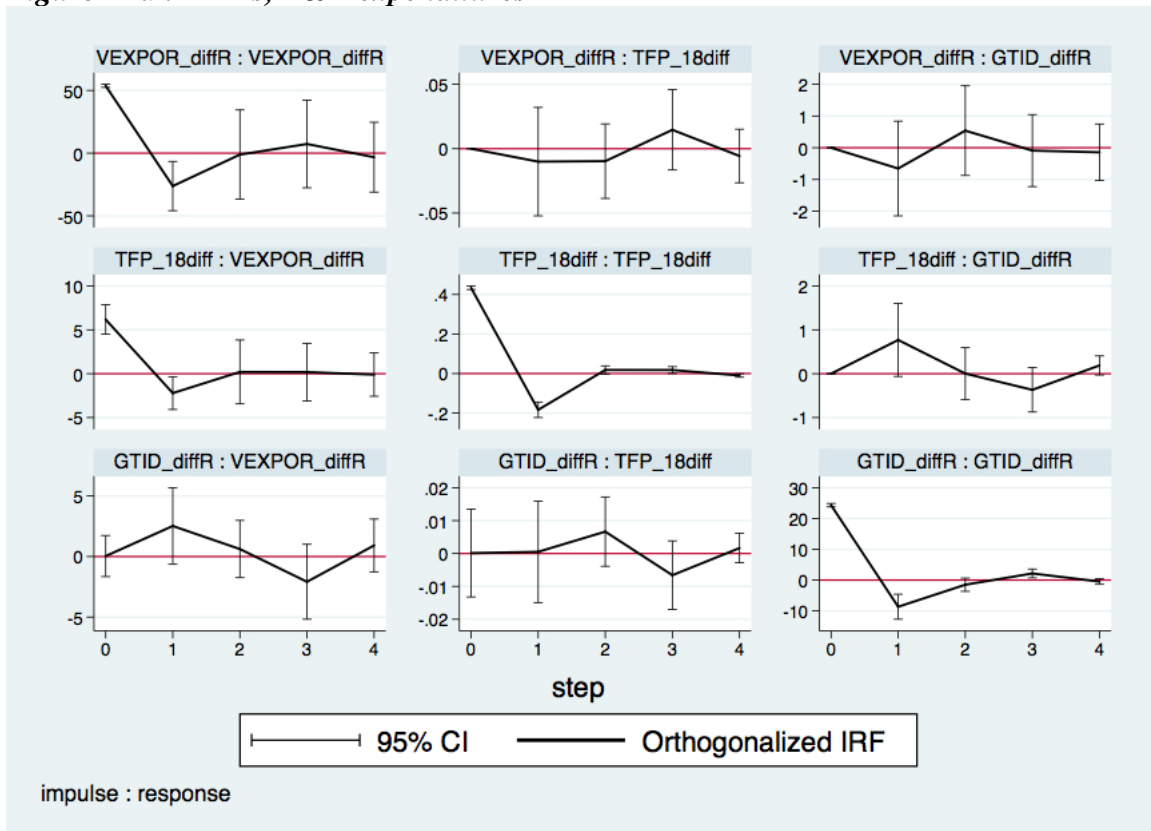 VEXPOR_diffR : VEXPOR_diffR
VEXPOR_diffR : TFP_18diff
VEXPOR_diffR : GTID_diffR
50
0
-50
.05
0
-.05
2
1
0
-1
-2
TFP_18diff : VEXPOR_diffR
TFP_18diff : TFP_18diff
TFP_18diff : GTID_diffR
10
5
0
-5
.4
.2
0
-.2
2
1
0
-1
GTID_diffR : VEXPOR_diffR
GTID_diffR : TFP_18diff
GTID_diffR : GTID_diffR
5
0
-5
.02
.01
0
-.01
-.02
30
20
10
0
-10
0 1 2 3 4
0 1 2 3 4
0 1 2 3 4
step
95% CI
Orthogonalized IRF
impulse : response